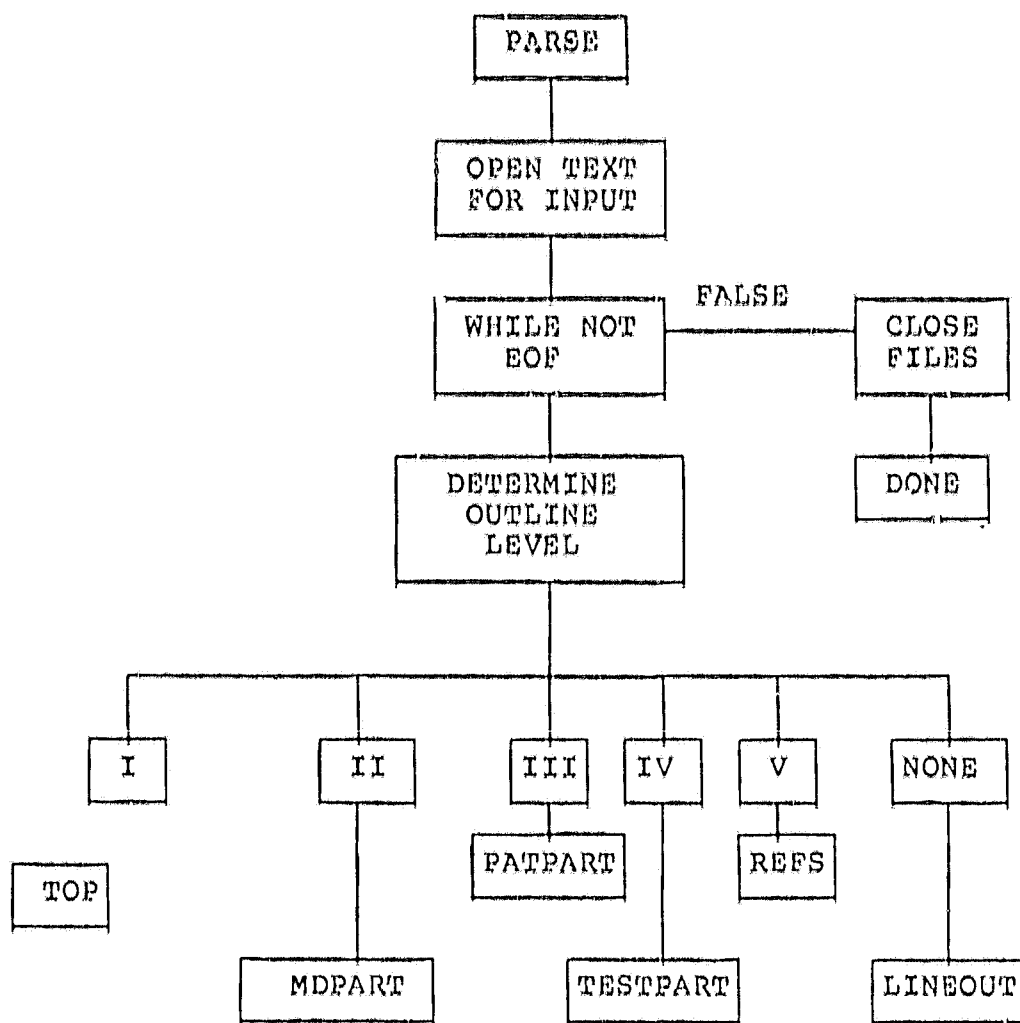 PARSE
OPEN TEXT
FOR INPUT
WHILE NOT
EOF
FALSE
CLOSE
FILES
DETERMINE
OUTLINE
LEVEL
DONE
I
II
III
IV
V
NONE
TOP
PATPART
REFS
MDPART
TESTPART
LINEOUT